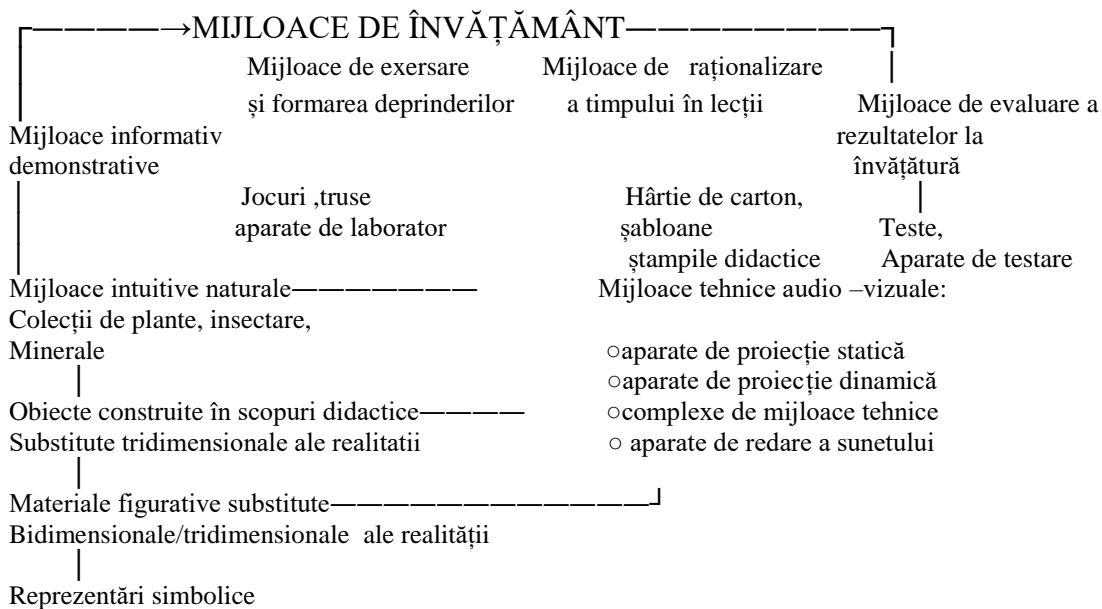 MIJLOACE DE ÎNVĂȚĂMÂNT
Mijloace de exersare Mijloace de raționalizare
și formarea deprinderilor a timpului în lecții Mijloace de evaluare a
Mijloace informativ rezultatelor la
demonstrative învățătură
Jocuri ,truse Hârtie de carton,
aparate de laborator șabloane Teste,
ștampile didactice Aparate de testare
Mijloace intuitive naturale Mijloace tehnice audio –vizuale:
Colecții de plante, insectare,
Minerale ○aparate de proiecție statică
○aparate de proiecție dinamică
Obiecte construite în scopuri didactice ○complexe de mijloace tehnice
Substitute tridimensionale ale realitatii ○ aparate de redare a sunetului
Materiale figurative substitute
Bidimensionale/tridimensionale ale realității
Reprezentări simbolice